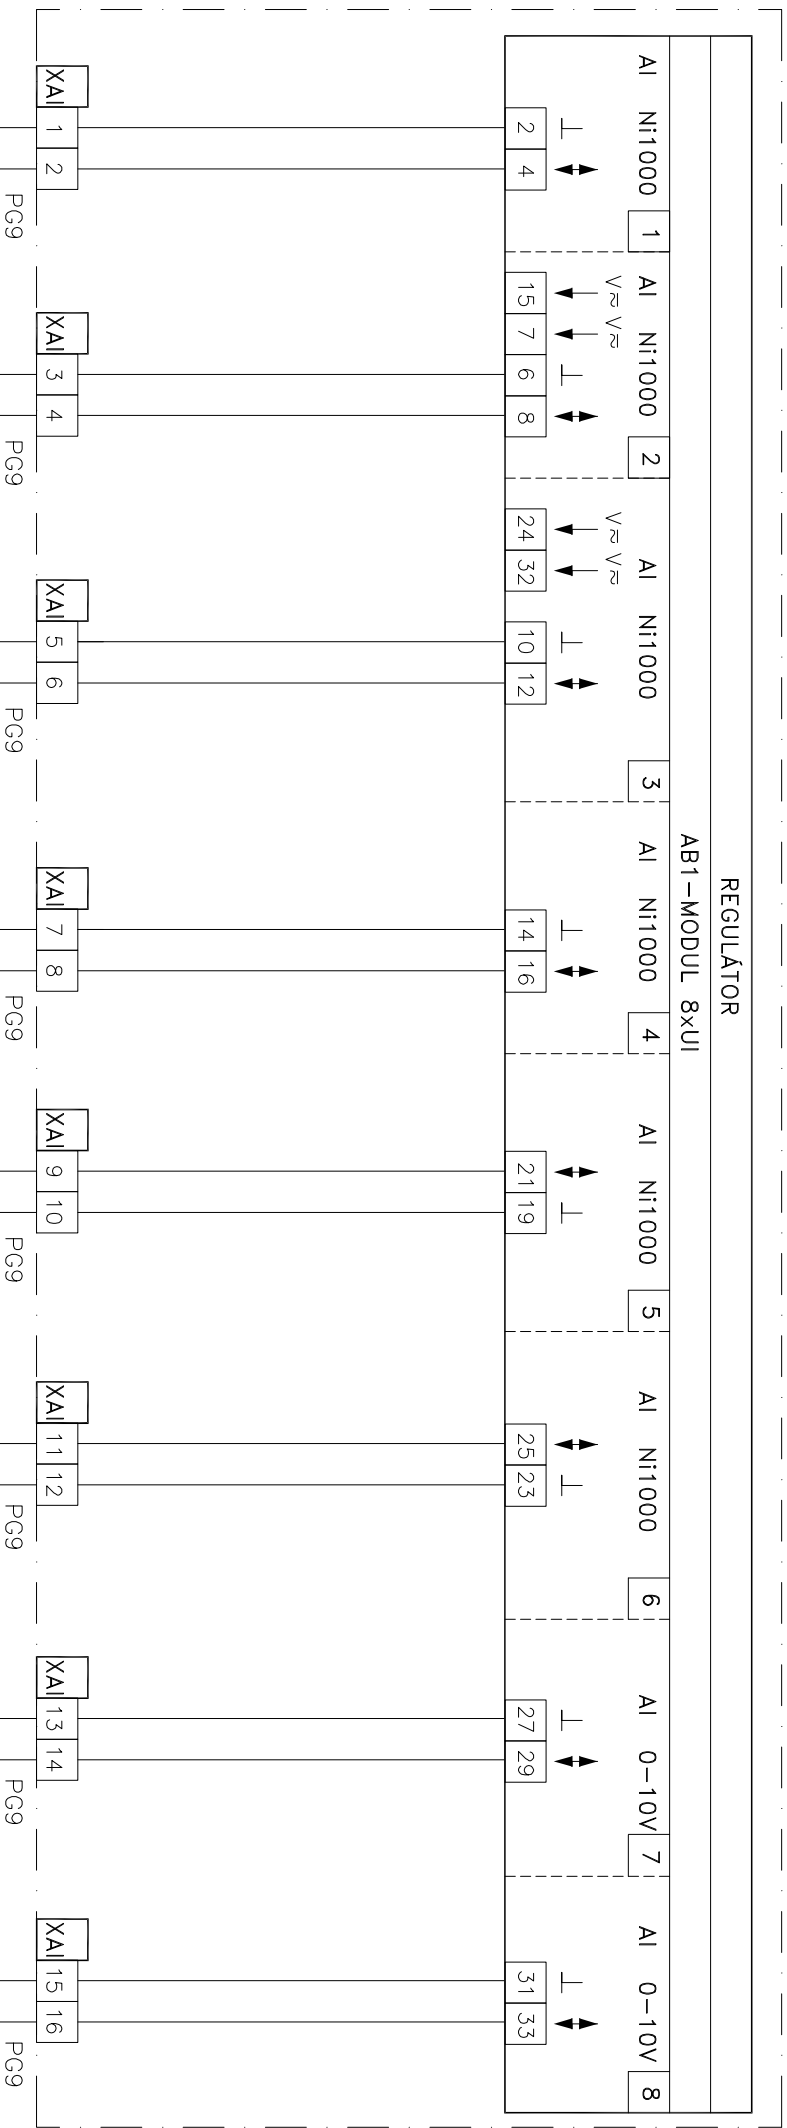 REGULÁTOR
AB1-MODUL 8xUI
AI Ni1000 1
AI Ni1000 2
AI Ni1000 3
AI Ni1000 4
AI Ni1000 5
AI Ni1000 6
AI 0-10V 7
AI 0-10V 8
V≂ V≂
V≂ V≂
2 4
15 7 6 8
24 32 10 12
14 16
21 19
25 23
27 29
31 33
XAI 1 2
XAI 3 4
XAI 5 6
XAI 7 8
XAI 9 10
XAI 11 12
XAI 13 14
XAI 15 16
PG9
PG9
PG9
PG9
PG9
PG9
PG9
PG9